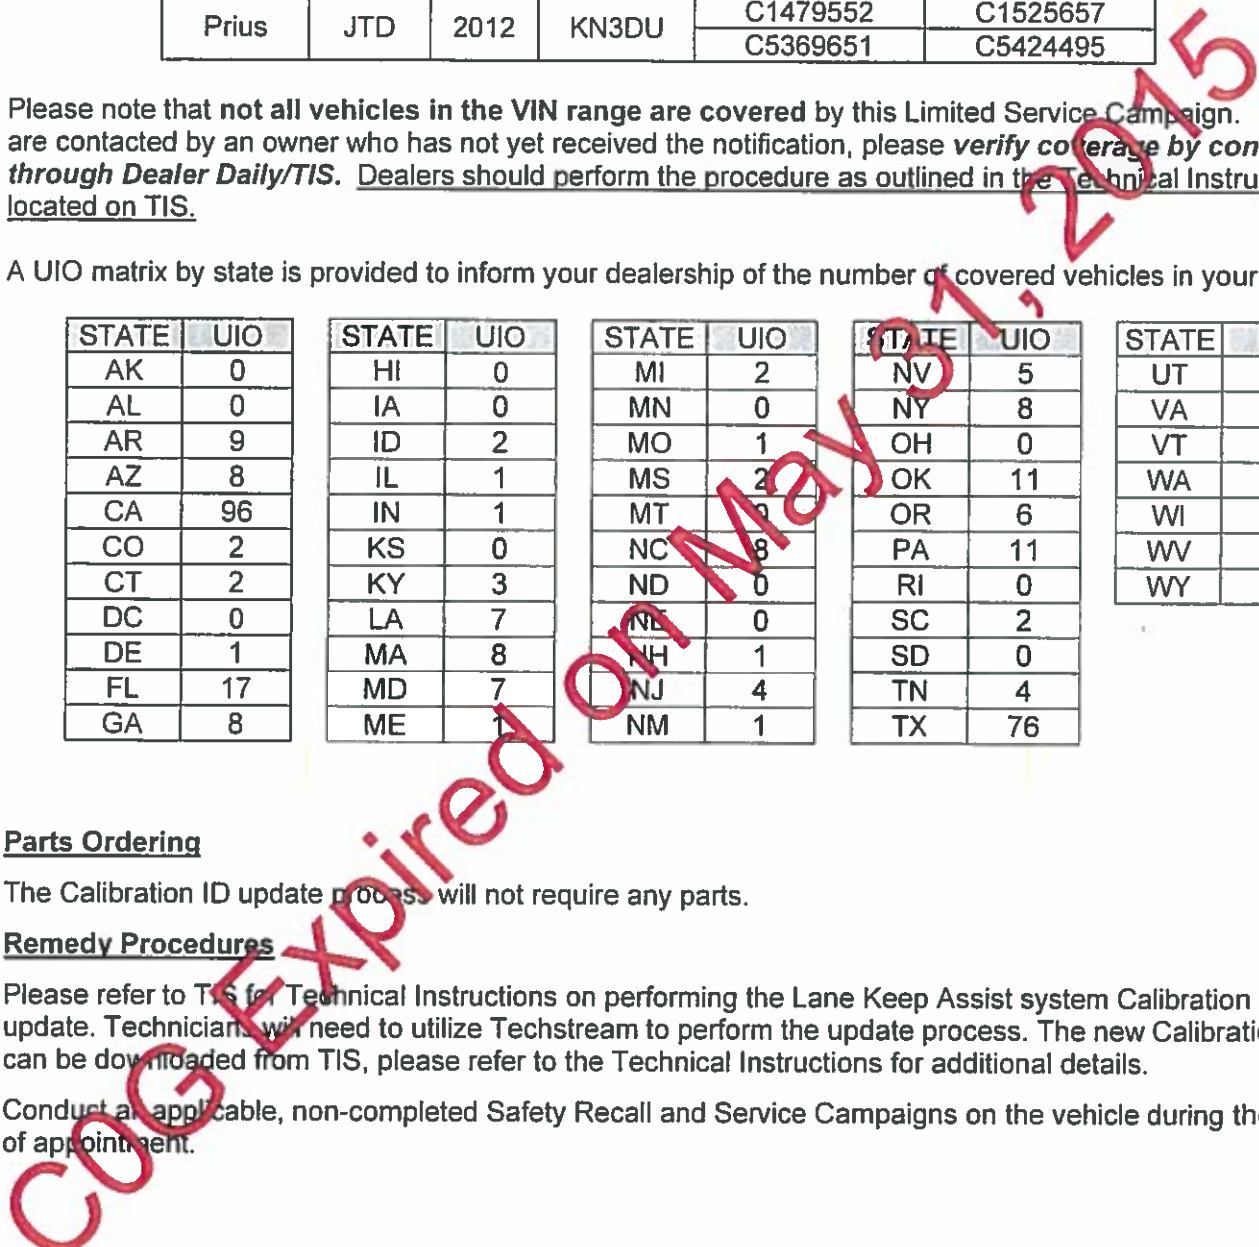 Prius JTD 2012 KN3DU C1479552 C1525657
C5369651 C5424495
Please note that not all vehicles in the VIN range are covered by this Limited Service Campaign.
are contacted by an owner who has not yet received the notification, please verify coverage by con
through Dealer Daily/TIS. Dealers should perform the procedure as outlined in the Technical Instru
located on TIS.
A UIO matrix by state is provided to inform your dealership of the number of covered vehicles in your
STATE UIO STATE UIO STATE UIO STATE UIO STATE
AK 0 HI 0 MI 2 NV 5 UT
AL 0 IA 0 MN 0 NY 8 VA
AR 9 ID 2 MO 1 OH 0 VT
AZ 8 IL 1 MS 2 OK 11 WA
CA 96 IN 1 MT 0 OR 6 WI
CO 2 KS 0 NC 8 PA 11 WV
CT 2 KY 3 ND 0 RI 0 WY
DC 0 LA 7 NE 0 SC 2
DE 1 MA 8 NH 1 SD 0
FL 17 MD 7 NJ 4 TN 4
GA 8 ME 1 NM 1 TX 76
Parts Ordering
The Calibration ID update process will not require any parts.
Remedy Procedures
Please refer to TIS for Technical Instructions on performing the Lane Keep Assist system Calibration
update. Technicians will need to utilize Techstream to perform the update process. The new Calibrati
can be downloaded from TIS, please refer to the Technical Instructions for additional details.
Conduct all applicable, non-completed Safety Recall and Service Campaigns on the vehicle during th
of appointment.
C0G Expired on May 31, 2015